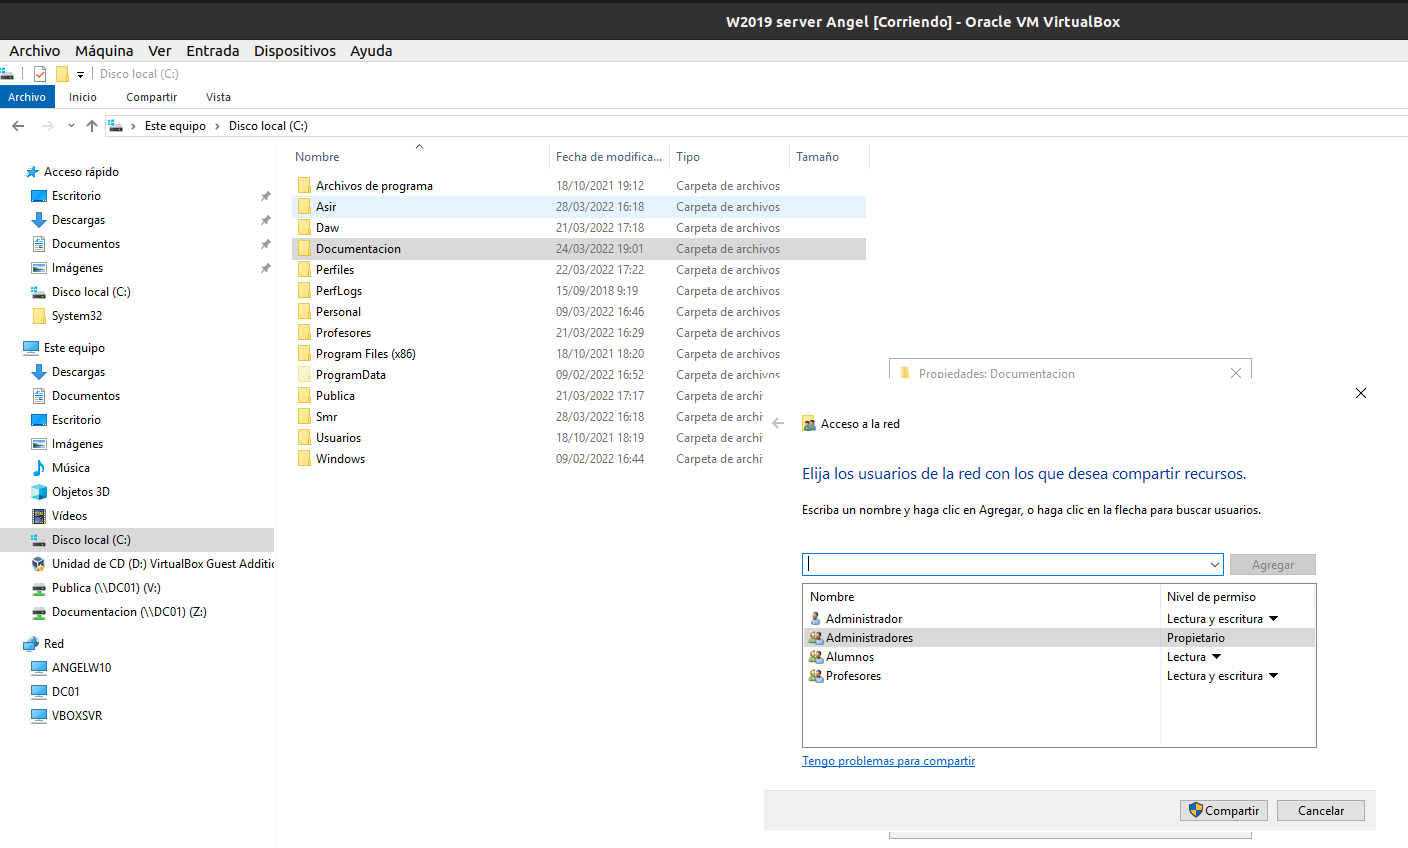 W2019 server Angel [Corriendo] - Oracle VM VirtualBox
Archivo Máquina Ver Entrada Dispositivos Ayuda
Disco local (C:)
Archivo Inicio Compartir Vista
Este equipo > Disco local (C:)
Acceso rápido
Escritorio
Descargas
Documentos
Imágenes
Disco local (C:)
System32
Este equipo
Descargas
Documentos
Escritorio
Imágenes
Música
Objetos 3D
Vídeos
Disco local (C:)
Unidad de CD (D:) VirtualBox Guest Additic
Publica (\\DC01) (V:)
Documentacion (\\DC01) (Z:)
Red
ANGELW10
DC01
VBOXSVR
Nombre Fecha de modifica... Tipo Tamaño
Archivos de programa 18/10/2021 19:12 Carpeta de archivos
Asir 28/03/2022 16:18 Carpeta de archivos
Daw 21/03/2022 17:18 Carpeta de archivos
Documentacion 24/03/2022 19:01 Carpeta de archivos
Perfiles 22/03/2022 17:22 Carpeta de archivos
PerfLogs 15/09/2018 9:19 Carpeta de archivos
Personal 09/03/2022 16:46 Carpeta de archivos
Profesores 21/03/2022 16:29 Carpeta de archivos
Program Files (x86) 18/10/2021 18:20 Carpeta de archivos
ProgramData 09/02/2022 16:52 Carpeta de archivos
Publica 21/03/2022 17:17 Carpeta de archi
Smr 28/03/2022 16:18 Carpeta de archi
Usuarios 18/10/2021 18:19 Carpeta de archi
Windows 09/02/2022 16:44 Carpeta de archi
Propiedades: Documentacion
Acceso a la red
Elija los usuarios de la red con los que desea compartir recursos.
Escriba un nombre y haga clic en Agregar, o haga clic en la flecha para buscar usuarios.
Agregar
Nombre Nivel de permiso
Administrador Lectura y escritura
Administradores Propietario
Alumnos Lectura
Profesores Lectura y escritura
Tengo problemas para compartir
Compartir Cancelar